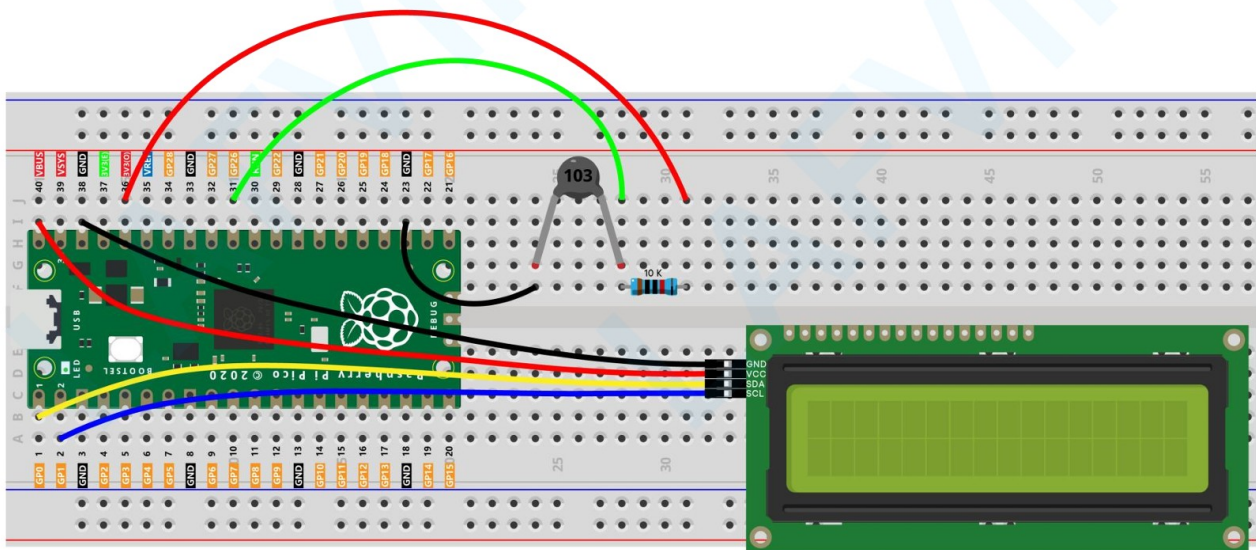 40 39 38 37 36 35 34 33 32 31 30 29 28 27 26 25 24 23 22 21
VBUS VSYS GND 3V3(E) 3V3(O) VREF GP28 GND GP27 GP26 RUN GP22 GND GP21 GP20 GP19 GP18 GND GP17 GP16
103
25 30 35 40 45 50 55
J
I
H
G
F
10 K
USB
DEBUG
LED
BOOTSEL
Raspberry Pi Pico © 2020
GND
VCC
SDA
SCL
E
D
C
B
A
1 2 3 4 5 6 7 8 9 10 11 12 13 14 15 16 17 18 19 20
GP0 GP1 GND GP2 GP3 GP4 GP5 GND GP6 GP7 GP8 GP9 GND GP10 GP11 GP12 GP13 GND GP14 GP15
25 30